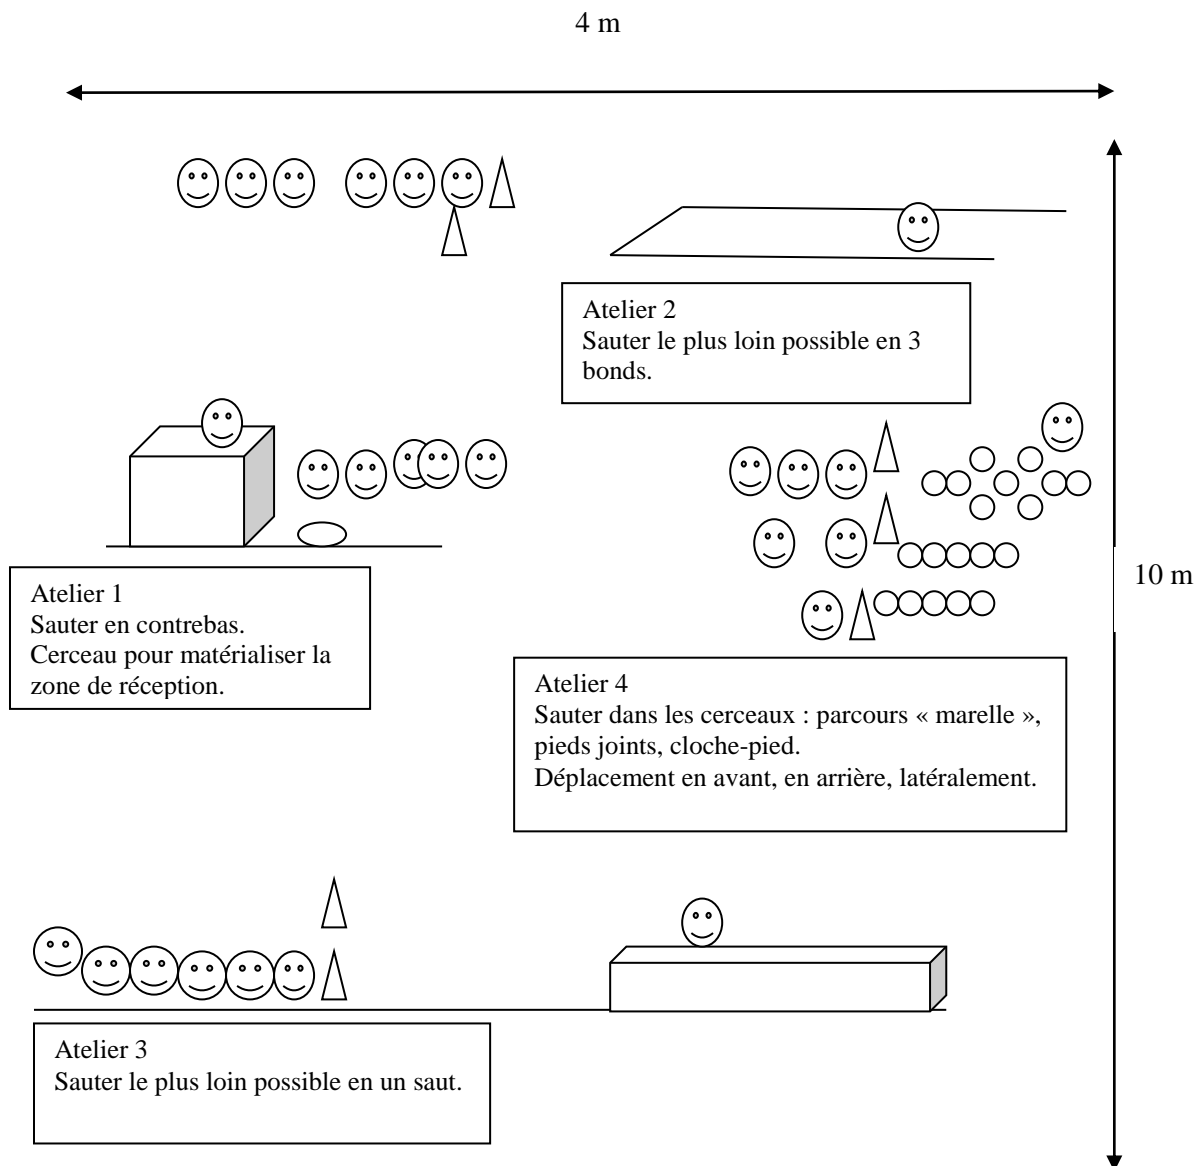 4 m
Atelier 2
Sauter le plus loin possible en 3
bonds.
Atelier 1
Sauter en contrebas.
Cerceau pour matérialiser la
zone de réception.
10 m
Atelier 4
Sauter dans les cerceaux : parcours « marelle »,
pieds joints, cloche-pied.
Déplacement en avant, en arrière, latéralement.
Atelier 3
Sauter le plus loin possible en un saut.